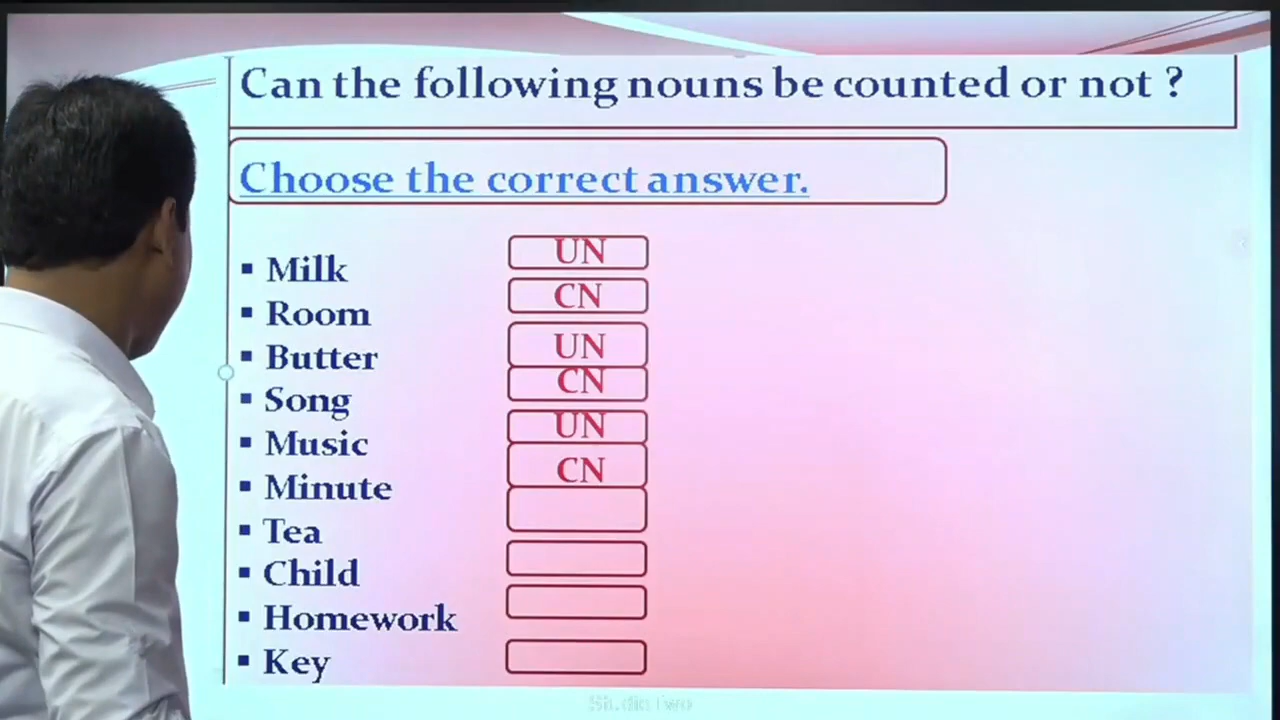 Can the following nouns be counted or not ?
Choose the correct answer.
▪ Milk UN
▪ Room CN
▪ Butter UN
▪ Song CN
▪ Music UN
▪ Minute CN
▪ Tea
▪ Child
▪ Homework
▪ Key